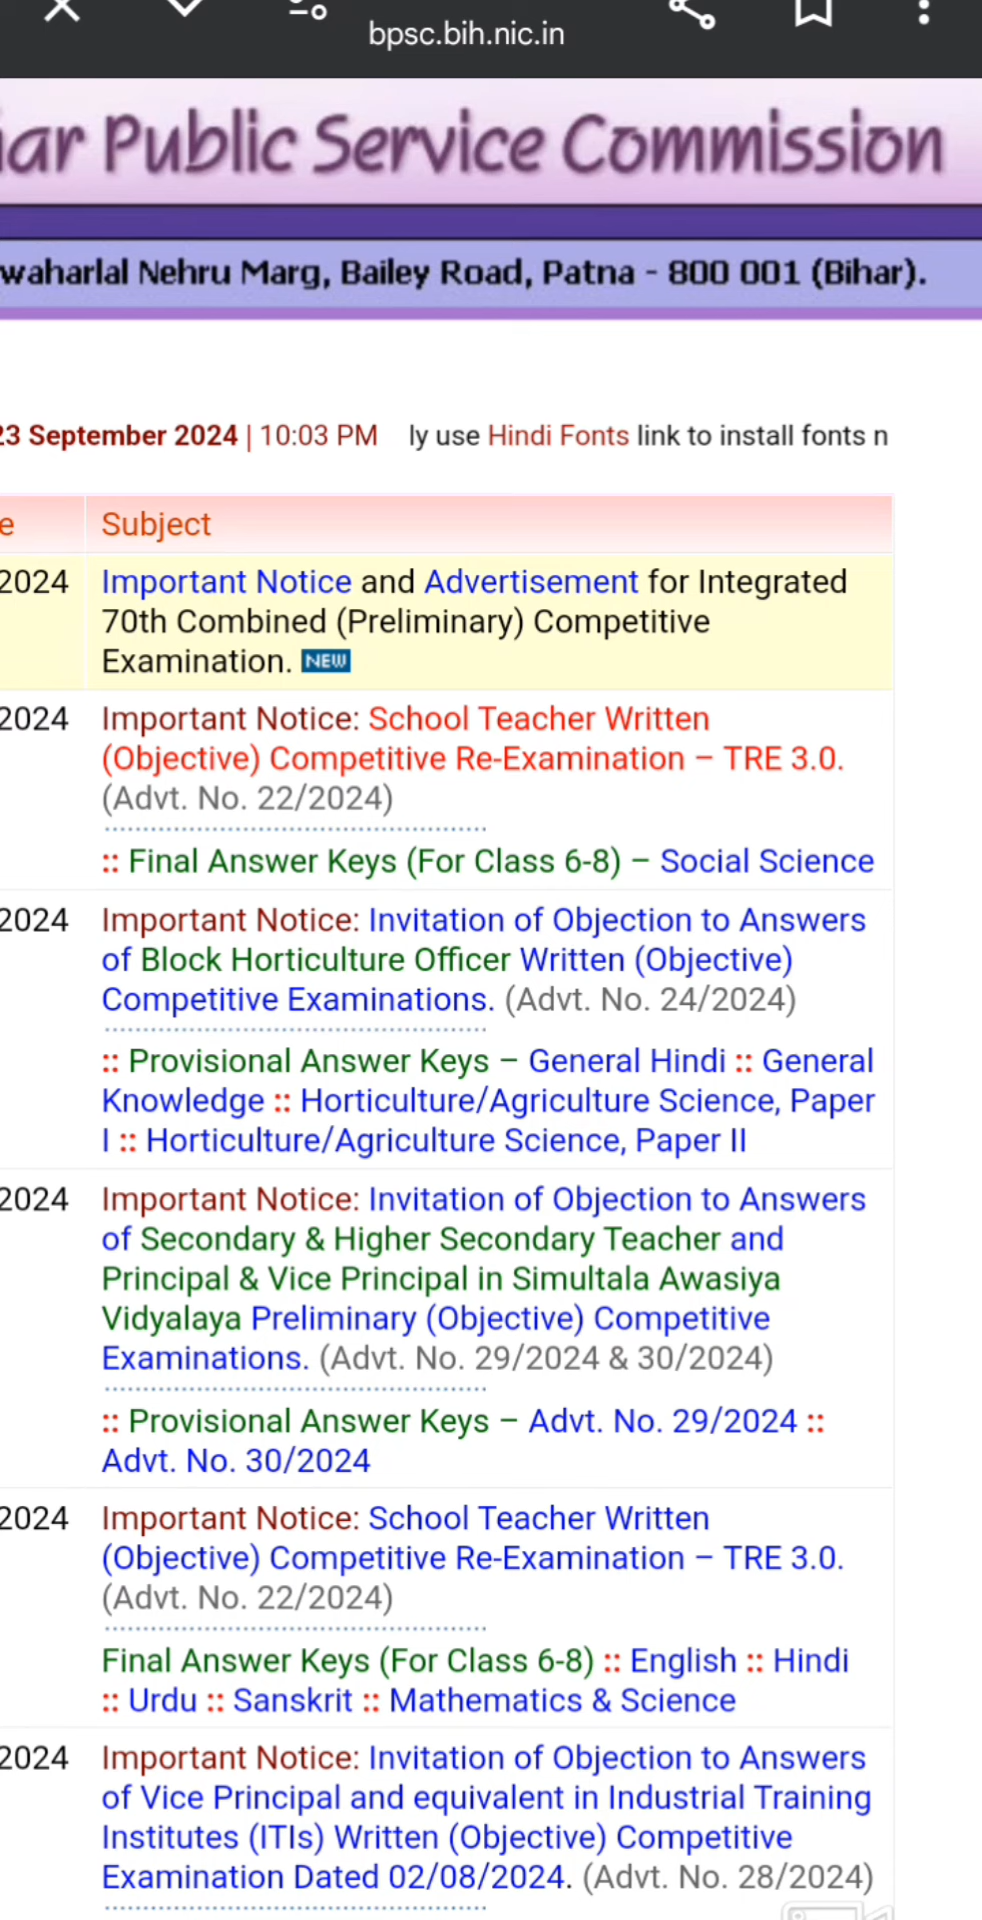 bpsc.bih.nic.in
ar Public Service Commission
waharlal Nehru Marg, Bailey Road, Patna - 800 001 (Bihar).
23 September 2024 | 10:03 PM ly use Hindi Fonts link to install fonts n
e Subject
2024 Important Notice and Advertisement for Integrated
70th Combined (Preliminary) Competitive
Examination. NEW
2024 Important Notice: School Teacher Written
(Objective) Competitive Re-Examination – TRE 3.0.
(Advt. No. 22/2024)
:: Final Answer Keys (For Class 6-8) – Social Science
2024 Important Notice: Invitation of Objection to Answers
of Block Horticulture Officer Written (Objective)
Competitive Examinations. (Advt. No. 24/2024)
:: Provisional Answer Keys – General Hindi :: General
Knowledge :: Horticulture/Agriculture Science, Paper
I :: Horticulture/Agriculture Science, Paper II
2024 Important Notice: Invitation of Objection to Answers
of Secondary & Higher Secondary Teacher and
Principal & Vice Principal in Simultala Awasiya
Vidyalaya Preliminary (Objective) Competitive
Examinations. (Advt. No. 29/2024 & 30/2024)
:: Provisional Answer Keys – Advt. No. 29/2024 ::
Advt. No. 30/2024
2024 Important Notice: School Teacher Written
(Objective) Competitive Re-Examination – TRE 3.0.
(Advt. No. 22/2024)
Final Answer Keys (For Class 6-8) :: English :: Hindi
:: Urdu :: Sanskrit :: Mathematics & Science
2024 Important Notice: Invitation of Objection to Answers
of Vice Principal and equivalent in Industrial Training
Institutes (ITIs) Written (Objective) Competitive
Examination Dated 02/08/2024. (Advt. No. 28/2024)